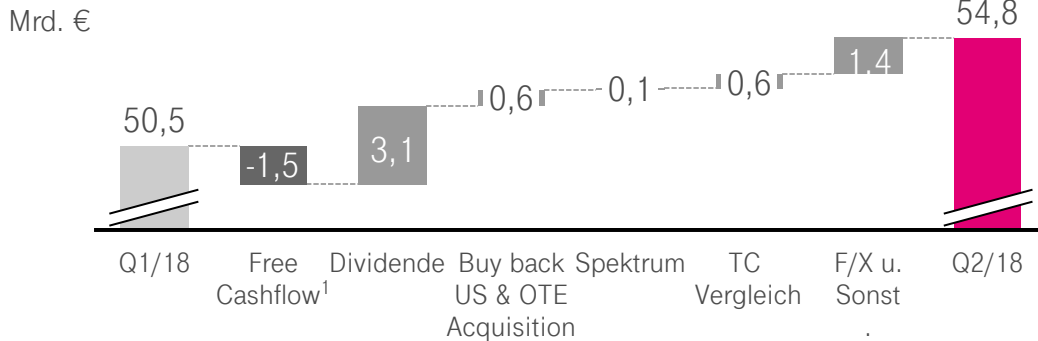 Mrd. €
50,5
-1,5
3,1
0,6
0,1
0,6
1,4
54,8
Q1/18
Free
Cashflow1
Dividende
Buy back
US & OTE
Acquisition
Spektrum
TC
Vergleich
F/X u.
Sonst
.
Q2/18